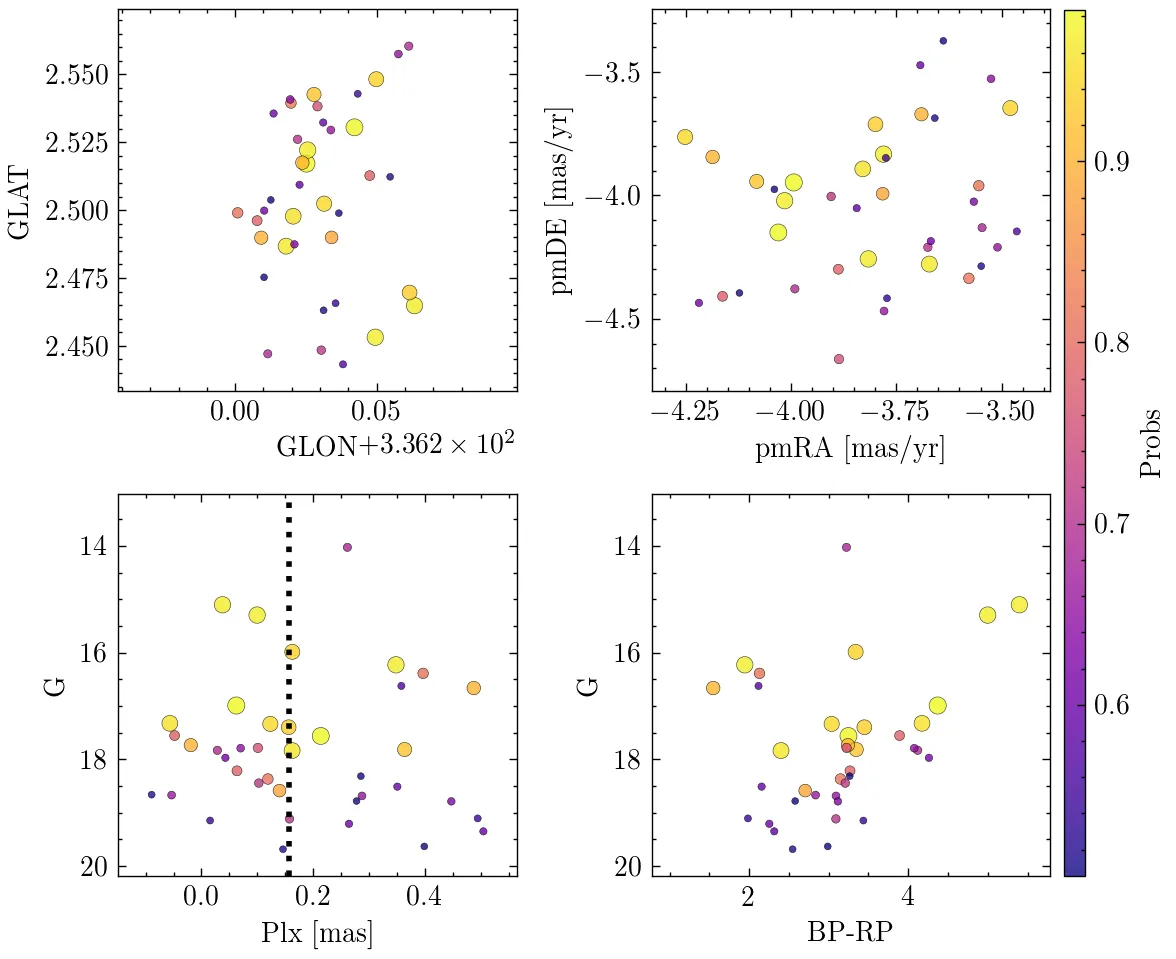 2.550
2.525
2.500
2.475
2.450
GLAT
0.00 0.05
GLON+3.362 × 10²
−3.5
−4.0
−4.5
pmDE [mas/yr]
−4.25 −4.00 −3.75 −3.50
pmRA [mas/yr]
14
16
18
20
G
0.0 0.2 0.4
Plx [mas]
14
16
18
20
G
2 4
BP-RP
0.9
0.8
0.7
0.6
Probs